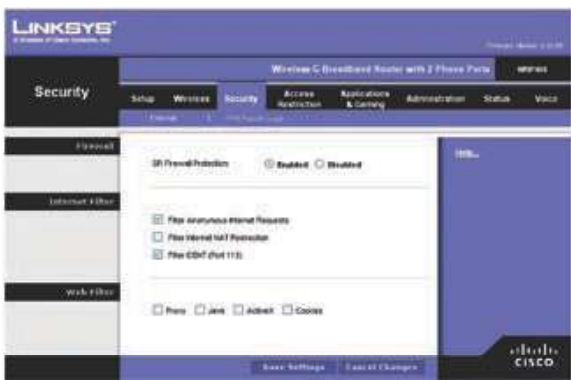 LINKSYS®
A Division of Cisco Systems, Inc.
Wireless-G Broadband Router with 2 Phone Ports
Security
Setup Wireless Security Access Restriction Applications & Gaming Administration Status Voice
Firewall
SPI Firewall Protection: Enabled Disabled
Help...
Internet Filter
Filter Anonymous Internet Requests
Filter Internet NAT Redirection
Filter IDENT (Port 113)
Web Filter
Proxy Java ActiveX Cookies
Save Settings Cancel Changes
CISCO